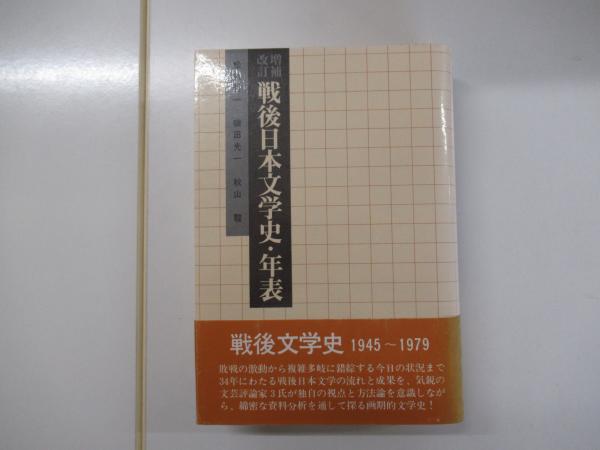 増補
改訂
戦後日本文学史・年表
磯田光一
秋山駿
戦後文学史 1945〜1979
敗戦の激動から複雑多岐に錯綜する今日の状況まで
34年にわたる戦後日本文学の流れと成果を、気鋭の
文芸評論家3氏が独自の視点と方法論を意識しなが
ら、綿密な資料分析を通して探る画期的文学史!